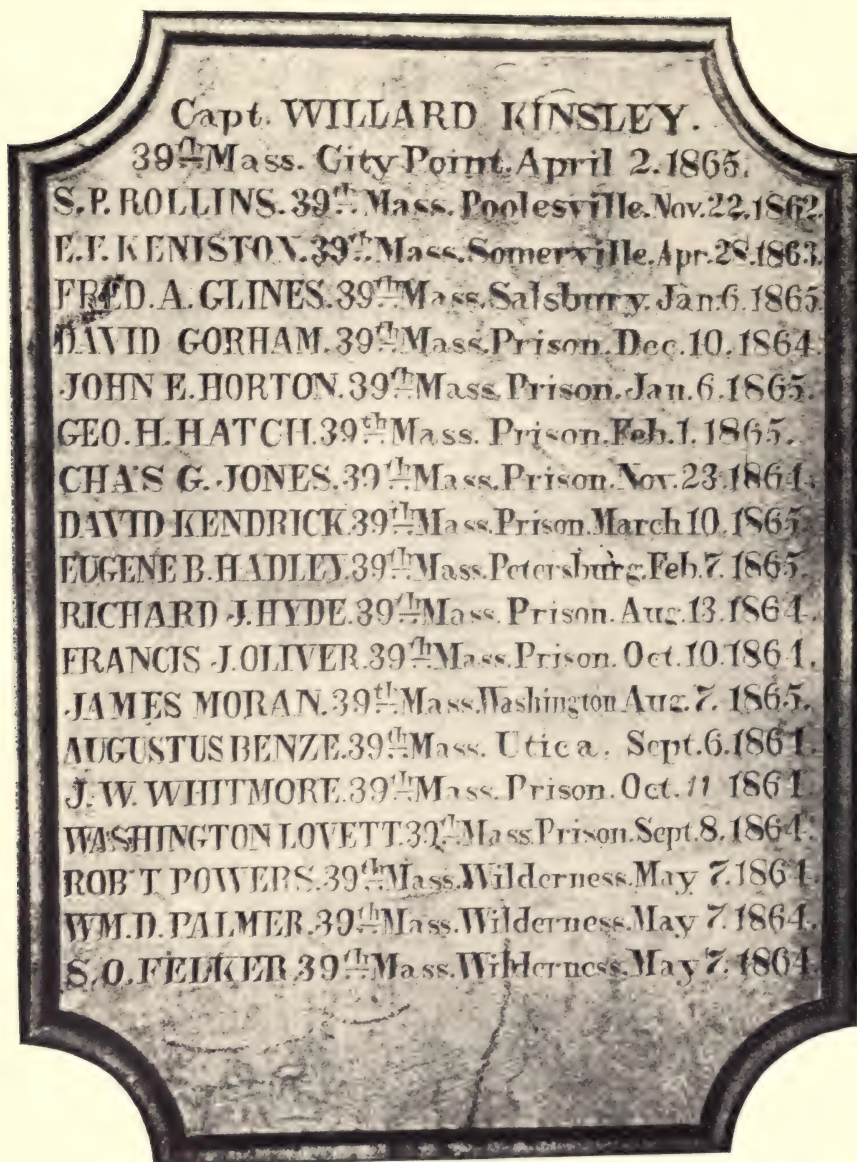 Capt. WILLARD KINSLEY.
39th Mass. City Point. April 2. 1865.
S. P. ROLLINS. 39th Mass. Poolesville. Nov. 22. 1862.
E. F. KENISTON. 39th Mass. Somerville. Apr. 28. 1863.
FRED. A. GLINES. 39th Mass. Salsbury. Jan. 6. 1865
DAVID GORHAM. 39th Mass. Prison. Dec. 10. 1864.
JOHN E. HORTON. 39th Mass. Prison. Jan. 6. 1865.
GEO. H. HATCH. 39th Mass. Prison. Feb. 1. 1865.
CHA'S G. JONES. 39th Mass. Prison. Nov. 23. 1864.
DAVID KENDRICK. 39th Mass. Prison. March 10. 1865.
EUGENE B. HADLEY. 39th Mass. Petersburg. Feb. 7. 1865.
RICHARD J. HYDE. 39th Mass. Prison. Aug. 13. 1864.
FRANCIS J. OLIVER. 39th Mass. Prison. Oct. 10. 1864.
JAMES MORAN. 39th Mass. Washington Aug. 7. 1865.
AUGUSTUS BENZE. 39th Mass. Utica. Sept. 6. 1864.
J. W. WHITMORE. 39th Mass. Prison. Oct. 11 1864.
WASHINGTON LOVETT. 39th Mass. Prison. Sept. 8. 1864.
ROB'T POWERS. 39th Mass. Wilderness. May 7. 1864.
WM. D. PALMER. 39th Mass. Wilderness. May 7. 1864.
S. O. FELKER. 39th Mass. Wilderness. May 7. 1864.